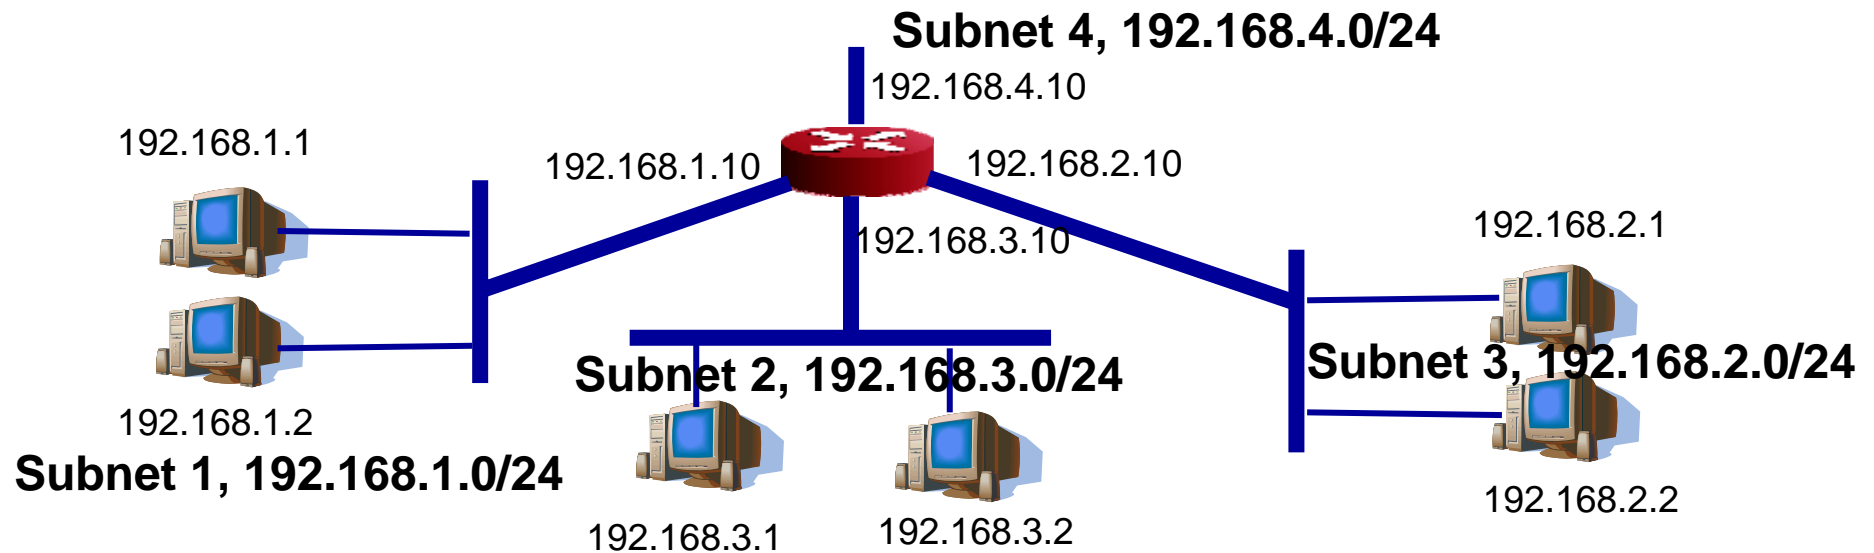 Subnet 4, 192.168.4.0/24
192.168.4.10
192.168.1.1
192.168.1.10
192.168.2.10
192.168.2.1
192.168.3.10
Subnet 2, 192.168.3.0/24
Subnet 3, 192.168.2.0/24
192.168.1.2
Subnet 1, 192.168.1.0/24
192.168.2.2
192.168.3.1
192.168.3.2